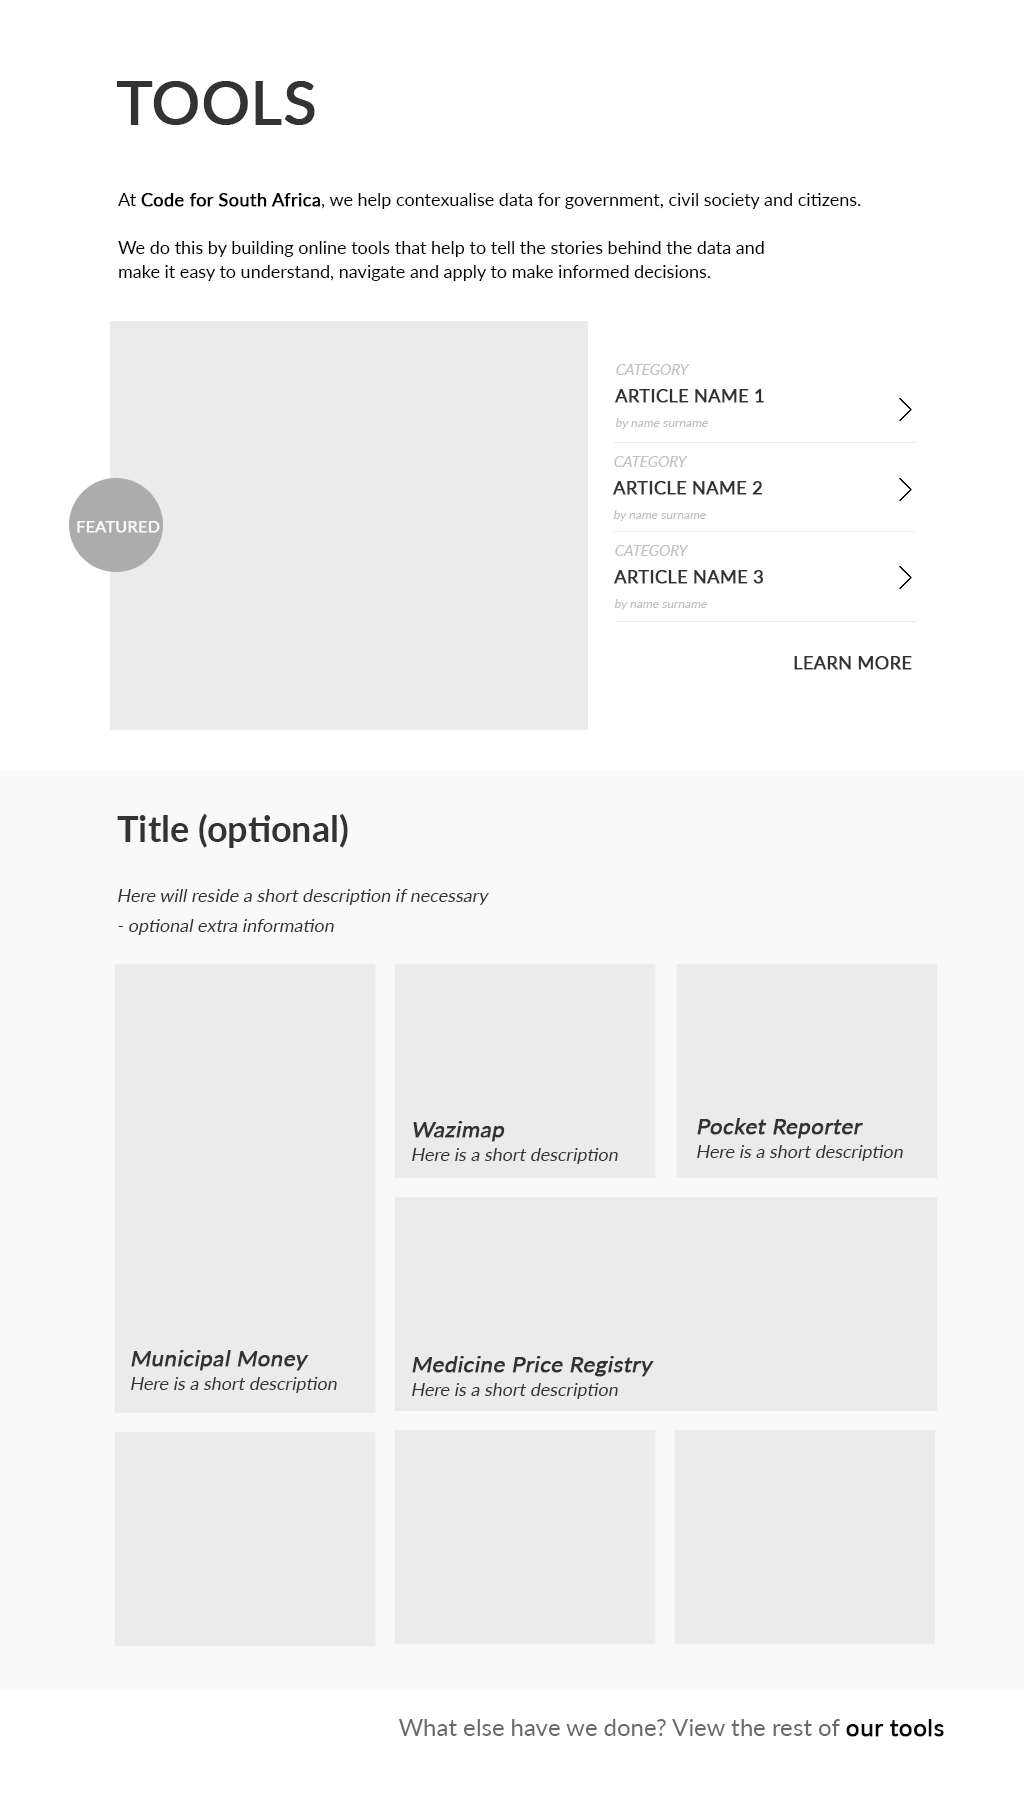 TOOLS
At Code for South Africa, we help contexualise data for government, civil society and citizens.
We do this by building online tools that help to tell the stories behind the data and
make it easy to understand, navigate and apply to make informed decisions.
FEATURED
CATEGORY
ARTICLE NAME 1
by name surname
CATEGORY
ARTICLE NAME 2
by name surname
CATEGORY
ARTICLE NAME 3
by name surname
LEARN MORE
Title (optional)
Here will reside a short description if necessary
- optional extra information
Municipal Money
Here is a short description
Wazimap
Here is a short description
Pocket Reporter
Here is a short description
Medicine Price Registry
Here is a short description
What else have we done? View the rest of our tools